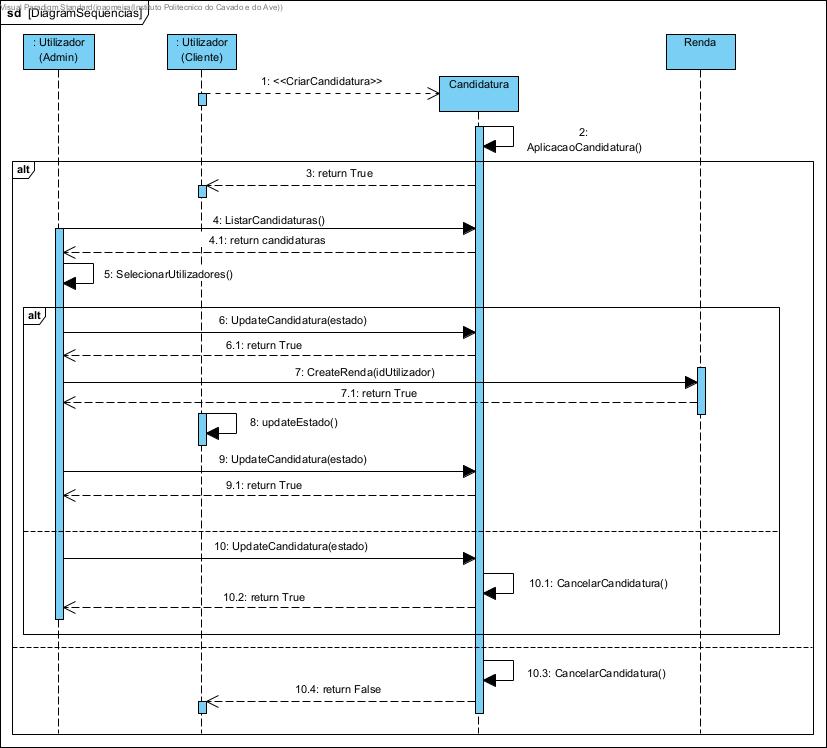 Visual Paradigm Standard(joaomeira(Instituto Politecnico do Cavado e do Ave))
sd [DiagramSequencias]
: Utilizador
(Admin)
: Utilizador
(Cliente)
Candidatura
Renda
1: <<CriarCandidatura>>
2:
AplicacaoCandidatura()
alt
3: return True
4: ListarCandidaturas()
4.1: return candidaturas
5: SelecionarUtilizadores()
alt
6: UpdateCandidatura(estado)
6.1: return True
7: CreateRenda(idUtilizador)
7.1: return True
8: updateEstado()
9: UpdateCandidatura(estado)
9.1: return True
10: UpdateCandidatura(estado)
10.1: CancelarCandidatura()
10.2: return True
10.3: CancelarCandidatura()
10.4: return False